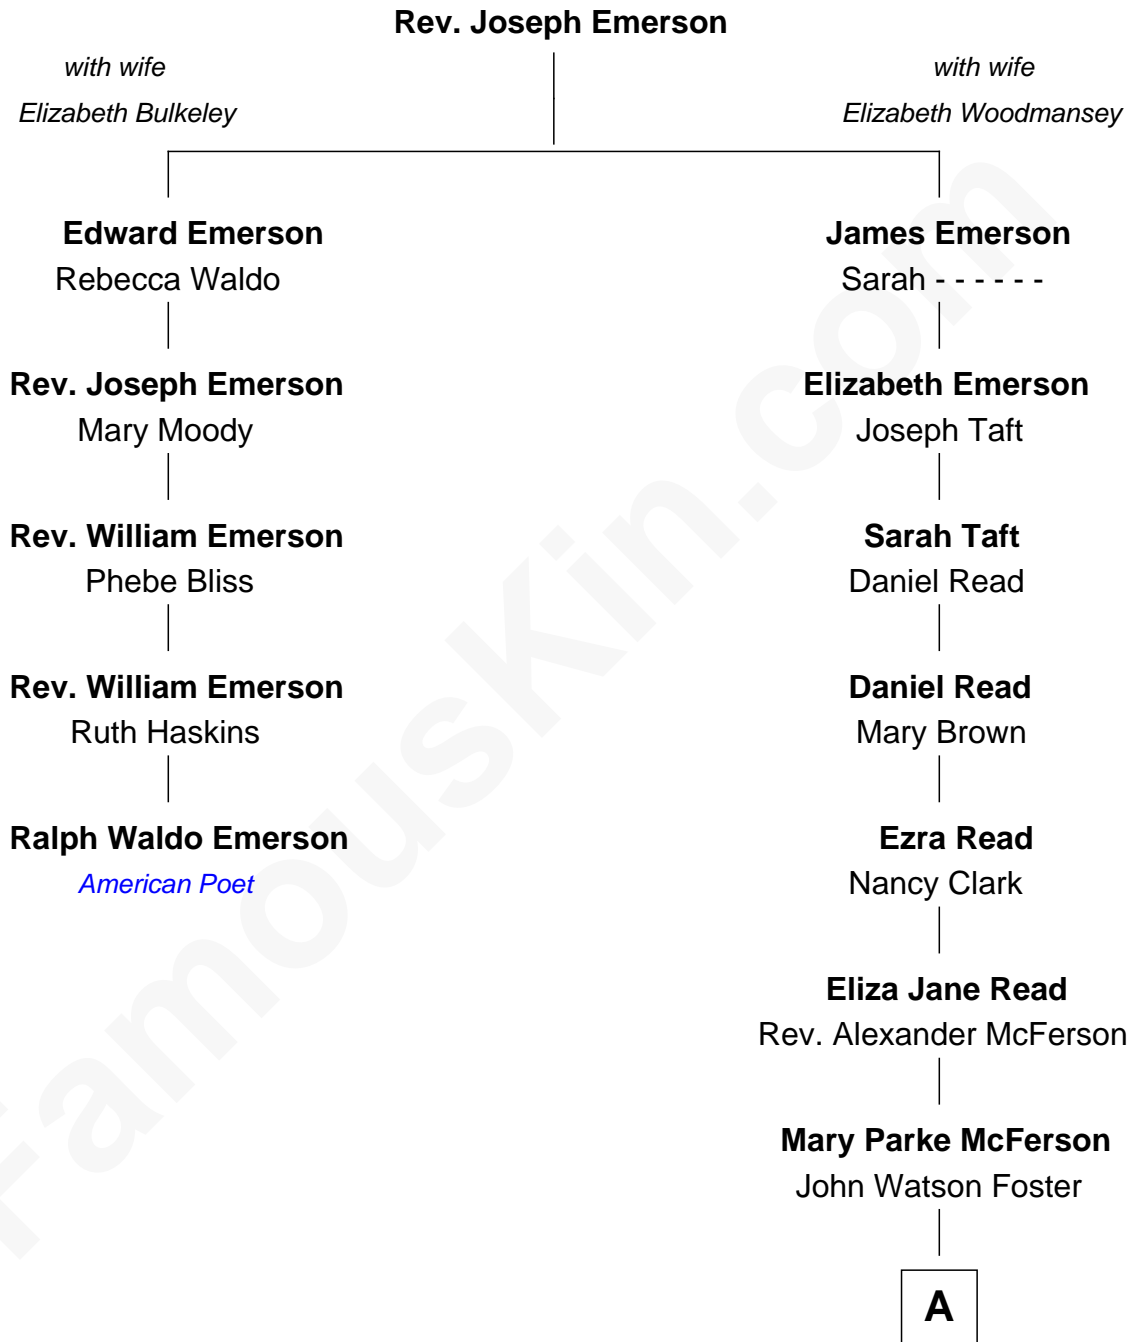 Rev. Joseph Emerson
with wife
Elizabeth Bulkeley
with wife
Elizabeth Woodmansey
Edward Emerson
Rebecca Waldo
James Emerson
Sarah - - - - - -
Rev. Joseph Emerson
Mary Moody
Elizabeth Emerson
Joseph Taft
Rev. William Emerson
Phebe Bliss
Sarah Taft
Daniel Read
Rev. William Emerson
Ruth Haskins
Daniel Read
Mary Brown
Ralph Waldo Emerson
American Poet
Ezra Read
Nancy Clark
Eliza Jane Read
Rev. Alexander McFerson
Mary Parke McFerson
John Watson Foster
A
FamousKin.com